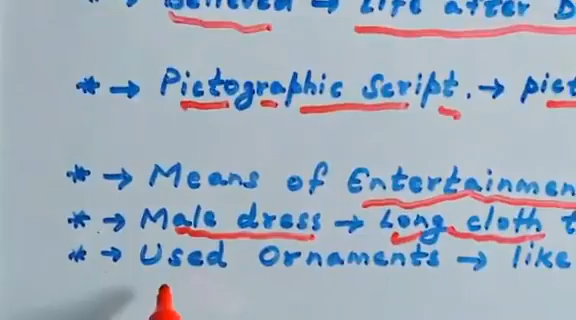 * → Believed → Life after D
* → Pictographic Script. → pict
* → Means of Entertainmen
* → Male dress → Long cloth t
* → Used Ornaments → like